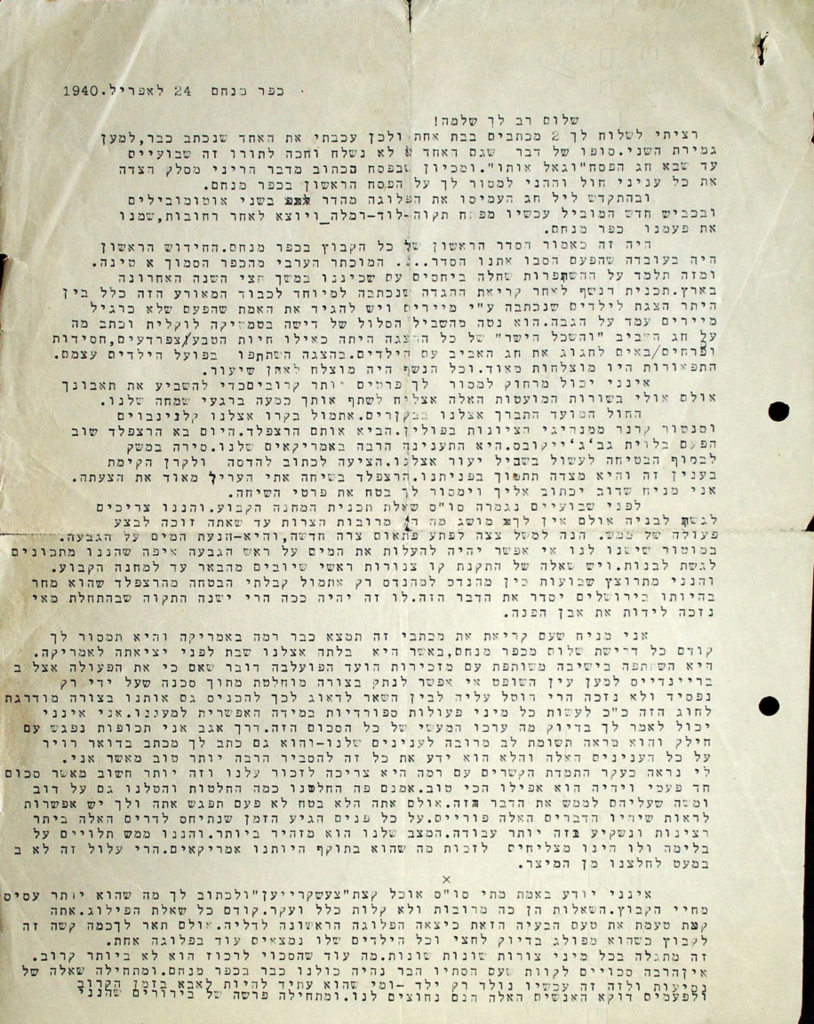 כפר מנחם 24 לאפריל.1940
שלום רב לך שלמה!
רציתי לשלוח לך 2 מכתבים בבת אחת ולכן עכבתי את האחד שנכתב כבר,למען
גמירת השני.סופו של דבר שגם האחד לא נשלח וחכה לתורו זה שבועיים
עד שבא חג הפסח"וגאל אותו".ומכיון שבפסח הכתוב מדבר הריני מסלק הצדה
את כל עניני חול והנני למסור לך על הפסח הראשון בכפר מנחם.
ובהתקדש ליל חג העמיסו את הפלוגה מהדר בשני אוטומובילים
ובכביש חדש המוביל עכשיו מפתח תקוה-לוד-רמלה ויוצא לאחר רחובות,שמנו
את פעמנו כפר מנחם.
היה זה כאמור הסדר הראשון של כל הקבוץ בכפר מנחם.החידוש הראשון
היה בעובדה שהפעם הסבו אתנו הסדר.... המוכתר הערבי מהכפר הסמוך א טינה.
ומזה תלמד על ההשתפרות שחלה ביחסים עם שכנינו במשך חצי השנה האחרונה
בארץ.תכנית הנשף לאחר קריאת ההגדה שנכתבה למיוחד לכבוד המאורע הזה כלל בין
היתר הצגת לילדים שנכתבה ע"י מיירים ויש להגיד את האמת שהפעם שלא כרגיל
מיירים עמד על הגבה.הוא נטה מהשביל הסלול של דישה בטמטיקה לוקלית וכתב מה
על חג האביב "והשכל הישר" של כל ההצגה היתה כאילו חיות הטבע/צפרדעים,חסידות
ופרחים/באים לחגוג את חג האביב עם הילדים.בהצגה השתתפו בפועל הילדים עצמם.
התפאורות היו מוצלחות מאוד.וכל הנשף היה מוצלח לאין שיעור.
אינני יכול מרחוק למסור לך פרטים יותר קרובים כדי להשביע את תאבונך
אולם אולי בשורות המועטות האלה אצליח לשתף אותך כמעה ברגעי שמחה שלנו.
החול המועד התברך אצלנו במבקרים.אתמול בקרו אצלנו קלנינבוים
וסנטור קרנר ממנהיגי הציונות בפולין.הביא אותם הרצפלד.היום בא הרצפלד שוב
הפעם בלוית גב'ג'ייקובס.היא התענינה הרבה באמריקאים שלנו.סירה במשק
לבסוף הבטיחה לעשול בשביל יעור אצלנו.הציעה לכתוב להדסה ולקרן הקימת
בענין זה והיא מצדה תתמוך בפניתנו.הרצפלד בשיחה אתי העריך מאוד את הצעתה.
אני מניח שדוב יכתוב אליך וימסור לך בטח את פרטי השיחה.
לפני שבועיים נגמרה סו"ס שאלת תכנית המחנה הקבוע.והננו צריכים
לגשת לבניה אולם אין לך מושג מה הן מרובות הצרות עד שאתה זוכה לבצע
פעולה של ממש. הנה למשל צצה לפתע פתאום צרה חדשה,והיא-הנעת המים על הגבעה.
במוטור שישנו לנו אי אפשר יהיה להעלות את המים על ראש הגבעה איפה שהננו מתכונים
לגשת לבנות.ויש שאלה של התקנת קו צנורות ראשי שיובים מהבאר עד למחנה הקבוע.
והנני מתרוצץ שבועות בין מהנדס למהנדס רק אתמול קבלתי הבטחה מהרצפלד שהוא מחר
בהיותו בירושלים יסדר את הדבר הזה.לו זה יהיה ככה הרי ישנה התקוה שבהתחלת מאי
נזכה לידות את אבן הפנה.
אני מניח שעם קריאת את מכתבי זה תמצא כבר רמה באמריקה והיא תמסור לך
קודם כל דרישת שלום מכפר מנחם,באשר היא בלתה אצלנו שבת לפני יציאתה לאמריקה.
היא השתתפה בישיבה משותפת עם מזכירות הועד הפועלבה דובר שאם כי את הפעולה אצל ב
בריינדייס למען עין השופט אי אפשר לנתק בצורה מוחלטת מתוך סכנה שעל ידי רק
נפסיד ולא נזכה הרי הוטל עליה לבין השאר לדאוג לכך להכניס גם אותנו בצורה מודרגת
לחוג הזה כ"כ לעשות כל מיני פעולות ספורדיות במידה האפשרית למעננו.אני אינני
יכול לאמר לך בדיוק מה ערכו המעשי של כל הסכום הזה.דרך אגב אני תכופות נפגש עם
חילק והוא מראה תשומת לב מרובה לענינים שלנו-והוא גם כתב לך מכתב בדואר רויר
על כל הענינים האלה והלא הוא ידע את כל זה להסביר הרבה יותר טוב מאשר אני.
לי נראה כעקר התמדת הקשרים עם רמה היא צריכה לזכור עלנו וזה יותר חשוב מאשר סכום
חד פעמי ויהיה הוא אפילו הכי טוב.אמנם פה החלטנו כמה החלטות והטלנו גם על דוב
ומשה שעליהם לממש את הדבר הזה.אולם אתה הלא בטח לא פעם תפגש אתה ולך יש אפשרות
לראות שיהיו הדברים האלה פוריים.על כל פנים הגיע הזמן שנתיחס לדרים האלה ביתר
רצינות ונשקיע בזה יותר עבודה.המצב שלנו הוא מזהיר ביותר.והננו ממש תלויים על
בלימה ולו הינו מצליחים לזכות מה שהוא בתוקף היותנו אמריקאים.הרי עלול זה לא ב
במעט לחלצנו מן המיצר.
x
אינני יודע באמת מתי סו"ס אוכל קצת"צעשקרייען"ולכתוב לך מה שהוא יותר עסיס
מחיי הקבוץ.השאלות הן כה מרובות ולא קלות כלל ועקר.קודם כל שאלת הפילוג.אתה
קצת טעמת את טעם הבעיה הזאת כיצאה הפלוגה הראשונה לדליה.אולם תאר לךכמה קשה זה
לקבוץ כשהוא מפולג בדיוק לחצי וכל הילדים שלו נמצאים עוד בפלוגה אחת.
זה מתגלה בכל מיני צורות שונות שונות.מה עוד שהסכוי לרכוז הוא לא ביותר קרוב.
איןהרבה סכויים לקוות שעם הסתיו הבר נהיה כולנו כבר בכפר מנחם.ומתחילה שאלה של
נסיעות ולזה זה עכשיו נולד רק ילד -ומי שהוא עתיד להיות לאבא בזמן הקרוב
ולפעמים דוקא האנשים האלה הנם נחוצים לנו.ומתחילה פרשה של בירורים שהנני